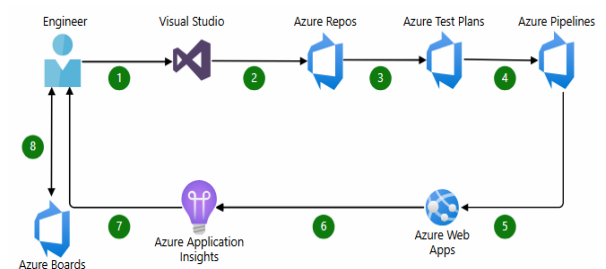 Engineer
Visual Studio
Azure Repos
Azure Test Plans
Azure Pipelines
1
2
3
4
8
7
6
5
Azure Boards
Azure Application
Insights
Azure Web
Apps